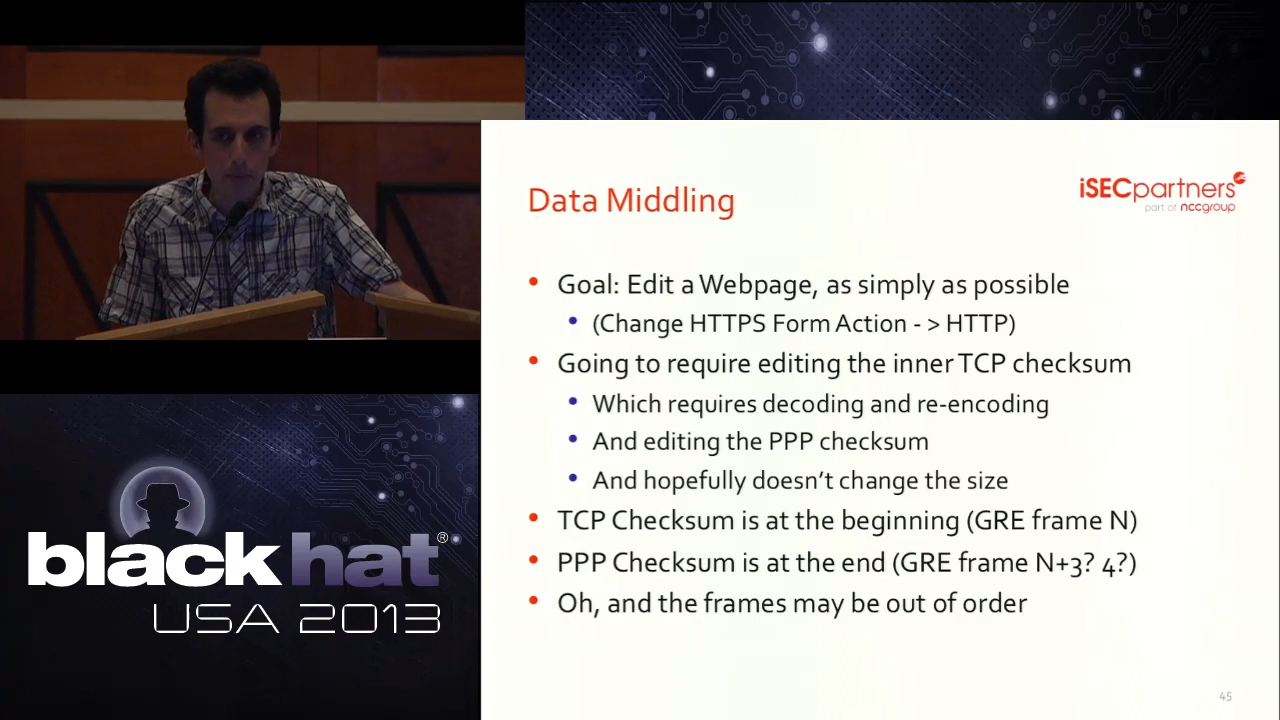 Data Middling
iSECpartners
part of nccgroup
• Goal: Edit a Webpage, as simply as possible
• (Change HTTPS Form Action - > HTTP)
• Going to require editing the inner TCP checksum
• Which requires decoding and re-encoding
• And editing the PPP checksum
• And hopefully doesn’t change the size
• TCP Checksum is at the beginning (GRE frame N)
• PPP Checksum is at the end (GRE frame N+3? 4?)
• Oh, and the frames may be out of order
45
blackhat®
USA 2013